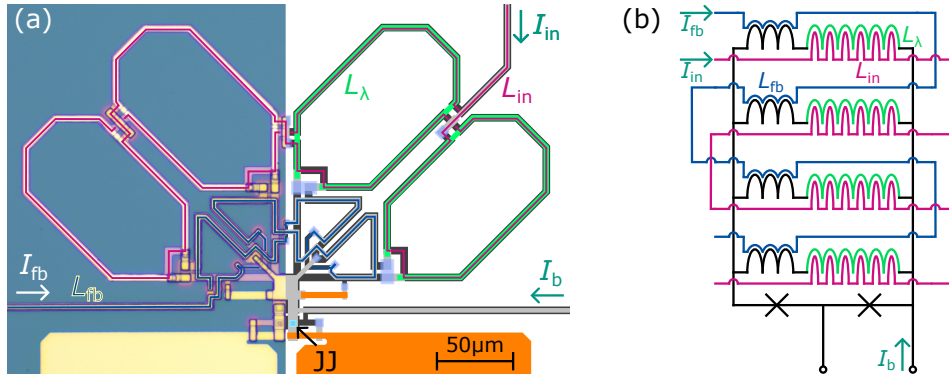 (a)
I_in
L_λ
L_in
I_fb
L_fb
I_b
JJ
50µm
(b)
I_fb
L_λ
I_in
L_fb
L_in
I_b